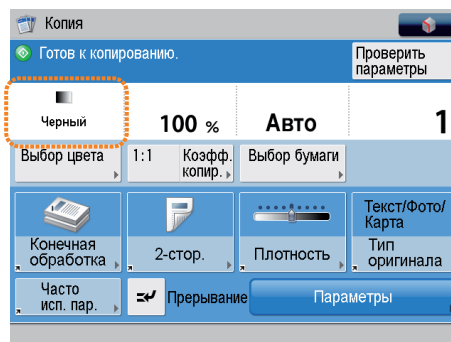 Копия
Готов к копированию.
Проверить
параметры
Черный
100 %
Авто
1
Выбор цвета
1:1
Коэфф.
копир.
Выбор бумаги
Конечная
обработка
2-стор.
Плотность
Текст/Фото/
Карта
Тип
оригинала
Часто
исп. пар.
Прерывание
Параметры